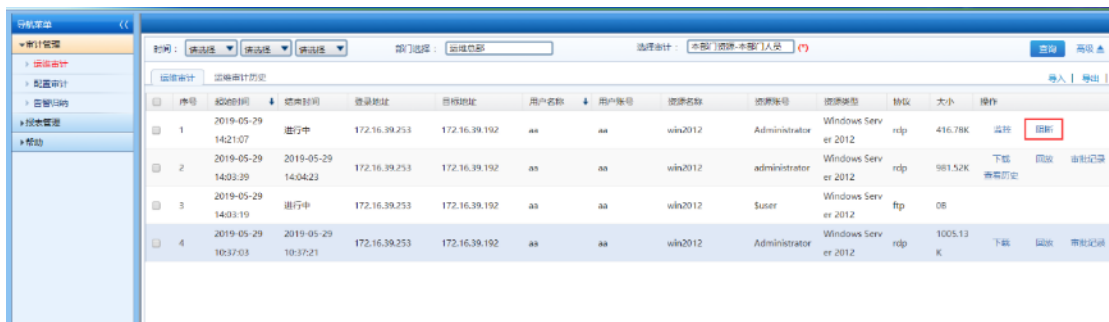 导航菜单
审计管理
运维审计
配置审计
告警归纳
报表管理
帮助
时间： 请选择 请选择 请选择 部门选择： 运维总部 选择审计： 本部门资源-本部门人员 (*) 查询 高级
运维审计 运维审计历史 导入 | 导出 |
序号 起始时间 结束时间 登录地址 目标地址 用户名称 用户账号 资源名称 资源账号 资源类型 协议 大小 操作
1 2019-05-29 14:21:07 进行中 172.16.39.253 172.16.39.192 aa aa win2012 Administrator Windows Serv er 2012 rdp 416.78K 监控 阻断
2 2019-05-29 14:03:39 2019-05-29 14:04:23 172.16.39.253 172.16.39.192 aa aa win2012 administrator Windows Serv er 2012 rdp 981.52K 下载 回放 审批记录 查看历史
3 2019-05-29 14:03:19 进行中 172.16.39.253 172.16.39.192 aa aa win2012 $user Windows Serv er 2012 ftp 0B
4 2019-05-29 10:37:03 2019-05-29 10:37:21 172.16.39.253 172.16.39.192 aa aa win2012 Administrator Windows Serv er 2012 rdp 1005.13 K 下载 回放 审批记录